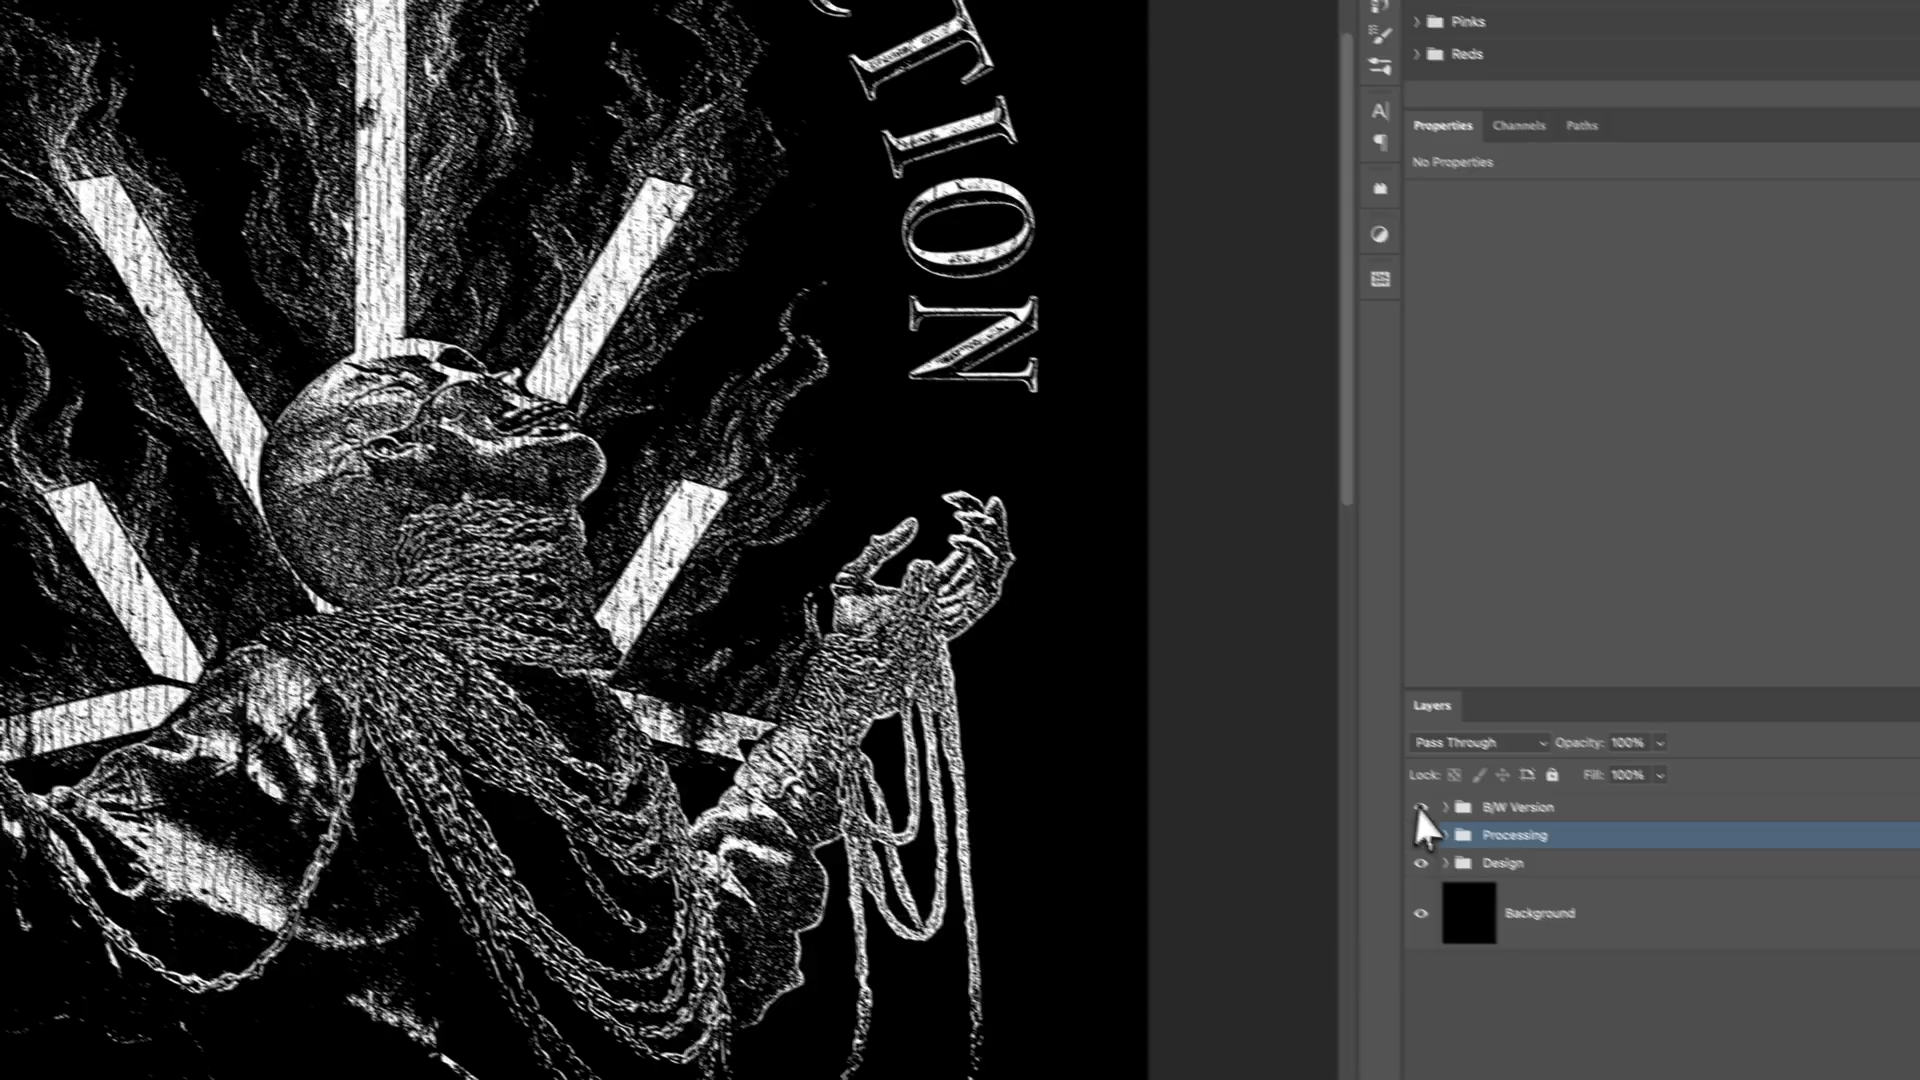 TION
Pinks
Reds
Properties Channels Paths
No Properties
Layers
Pass Through Opacity: 100%
Lock: Fill: 100%
B/W Version
Processing
Design
Background